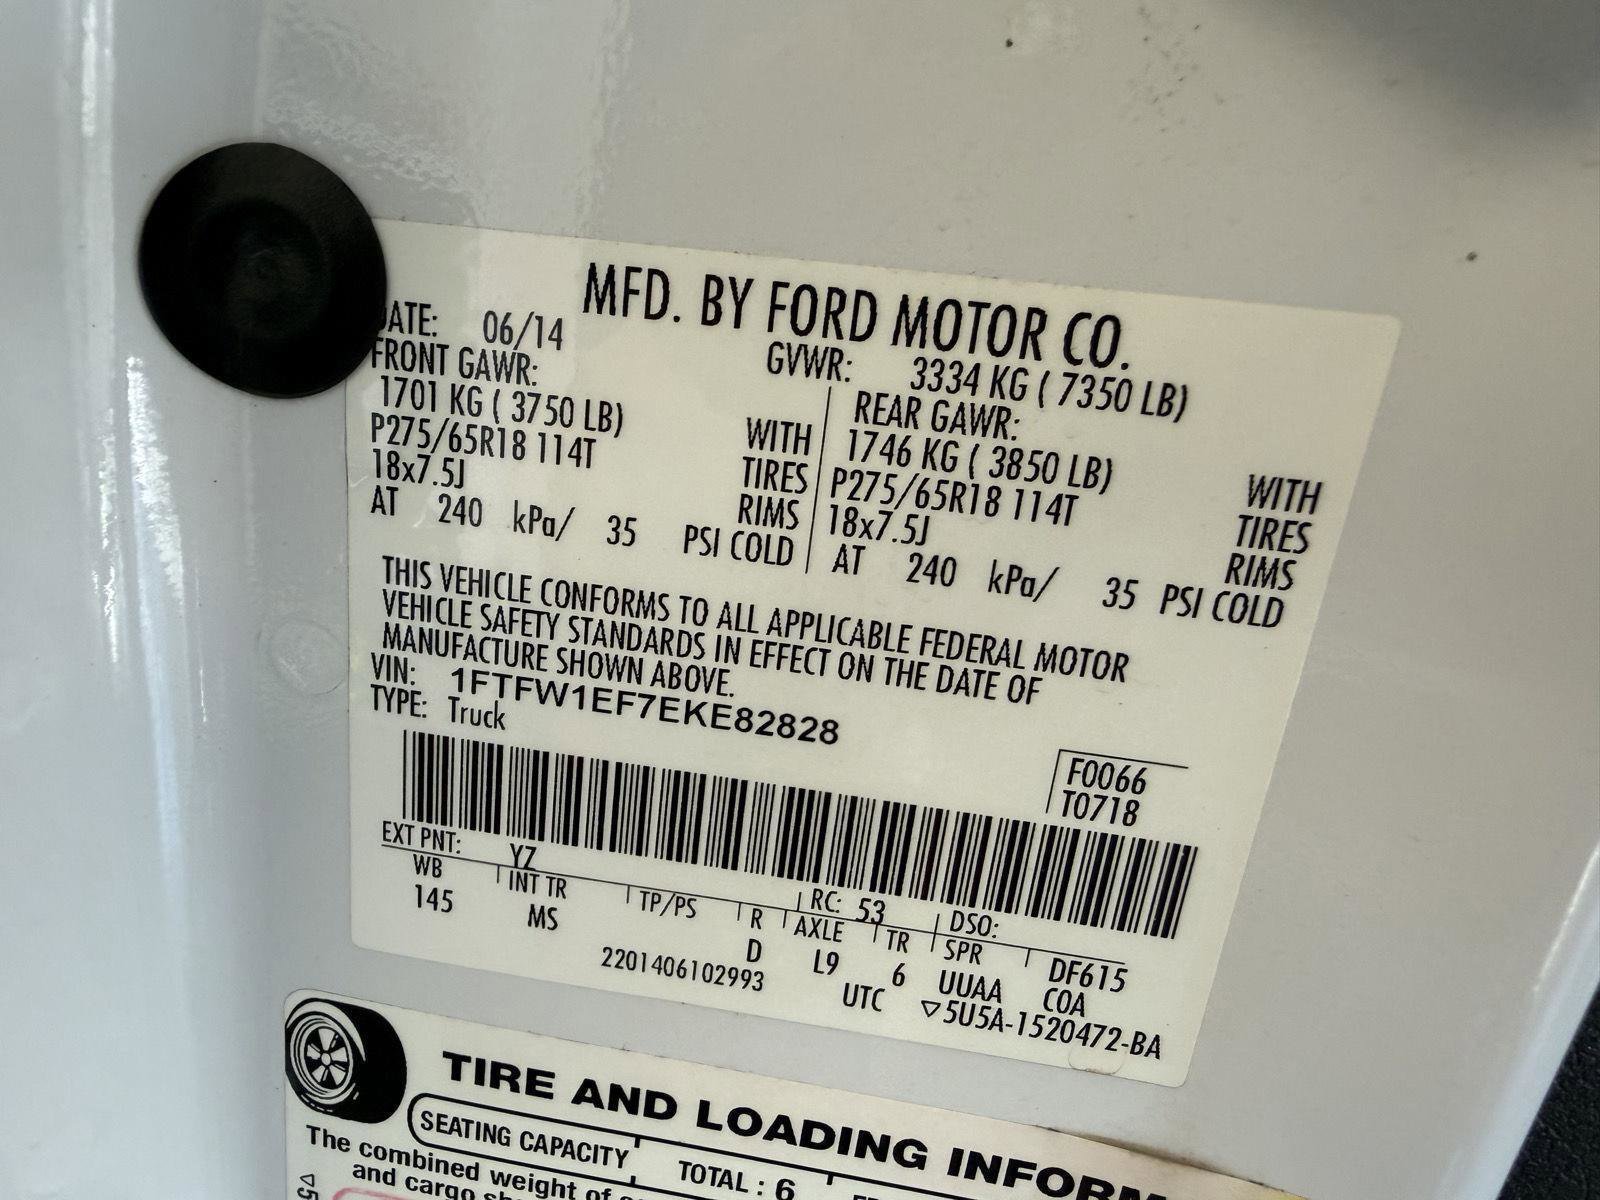 MFD. BY FORD MOTOR CO.
DATE: 06/14 GVWR: 3334 KG ( 7350 LB)
FRONT GAWR: REAR GAWR:
1701 KG ( 3750 LB) WITH 1746 KG ( 3850 LB) WITH
P275/65R18 114T TIRES P275/65R18 114T TIRES
18x7.5J RIMS 18x7.5J RIMS
AT 240 kPa/ 35 PSI COLD AT 240 kPa/ 35 PSI COLD
THIS VEHICLE CONFORMS TO ALL APPLICABLE FEDERAL MOTOR
VEHICLE SAFETY STANDARDS IN EFFECT ON THE DATE OF
MANUFACTURE SHOWN ABOVE.
VIN: 1FTFW1EF7EKE82828
TYPE: Truck
F0066
T0718
EXT PNT: YZ RC: 53 DSO:
WB INT TR TP/PS R AXLE TR SPR DF615
145 MS D L9 6 UUAA COA
2201406102993 UTC ▽5U5A-1520472-BA
TIRE AND LOADING INFORM
SEATING CAPACITY TOTAL : 6
The combined weight of
and cargo